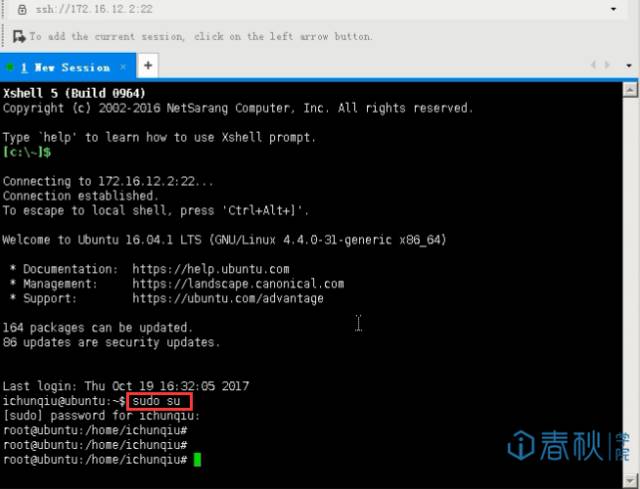 ssh://172.16.12.2:22
To add the current session, click on the left arrow button.
1 New Session × +
Xshell 5 (Build 0964)
Copyright (c) 2002-2016 NetSarang Computer, Inc. All rights reserved.
Type `help' to learn how to use Xshell prompt.
[c:\~]$
Connecting to 172.16.12.2:22...
Connection established.
To escape to local shell, press 'Ctrl+Alt+]'.
Welcome to Ubuntu 16.04.1 LTS (GNU/Linux 4.4.0-31-generic x86_64)
* Documentation:  https://help.ubuntu.com
* Management:     https://landscape.canonical.com
* Support:        https://ubuntu.com/advantage
164 packages can be updated.
86 updates are security updates.
Last login: Thu Oct 19 16:32:05 2017
ichunqiu@ubuntu:~$ sudo su
[sudo] password for ichunqiu:
root@ubuntu:/home/ichunqiu#
root@ubuntu:/home/ichunqiu#
root@ubuntu:/home/ichunqiu#
i春秋学院